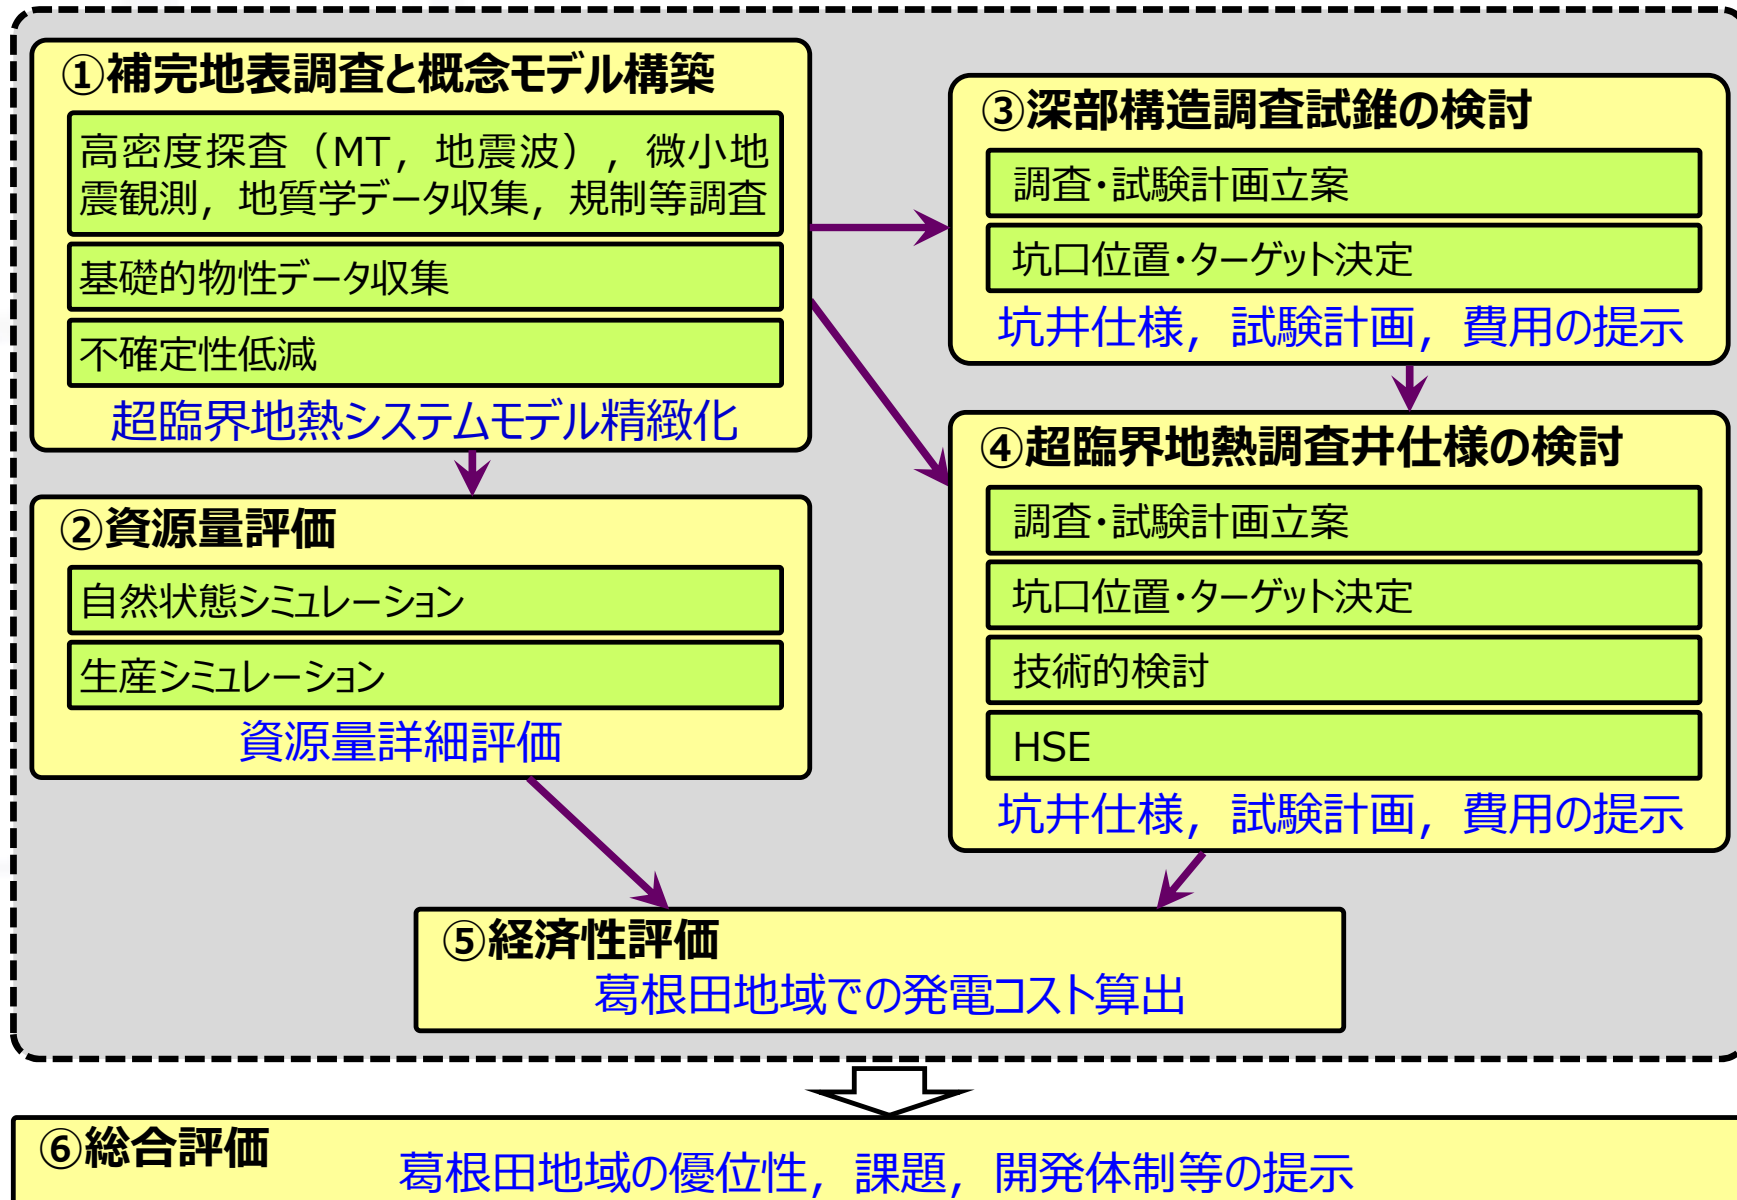 ①補完地表調査と概念モデル構築
高密度探査（MT，地震波），微小地
震観測，地質学データ収集，規制等調査
基礎的物性データ収集
不確定性低減
超臨界地熱システムモデル精緻化
②資源量評価
自然状態シミュレーション
生産シミュレーション
資源量詳細評価
③深部構造調査試錐の検討
調査・試験計画立案
坑口位置・ターゲット決定
坑井仕様，試験計画，費用の提示
④超臨界地熱調査井仕様の検討
調査・試験計画立案
坑口位置・ターゲット決定
技術的検討
HSE
坑井仕様，試験計画，費用の提示
⑤経済性評価
葛根田地域での発電コスト算出
⑥総合評価
葛根田地域の優位性，課題，開発体制等の提示